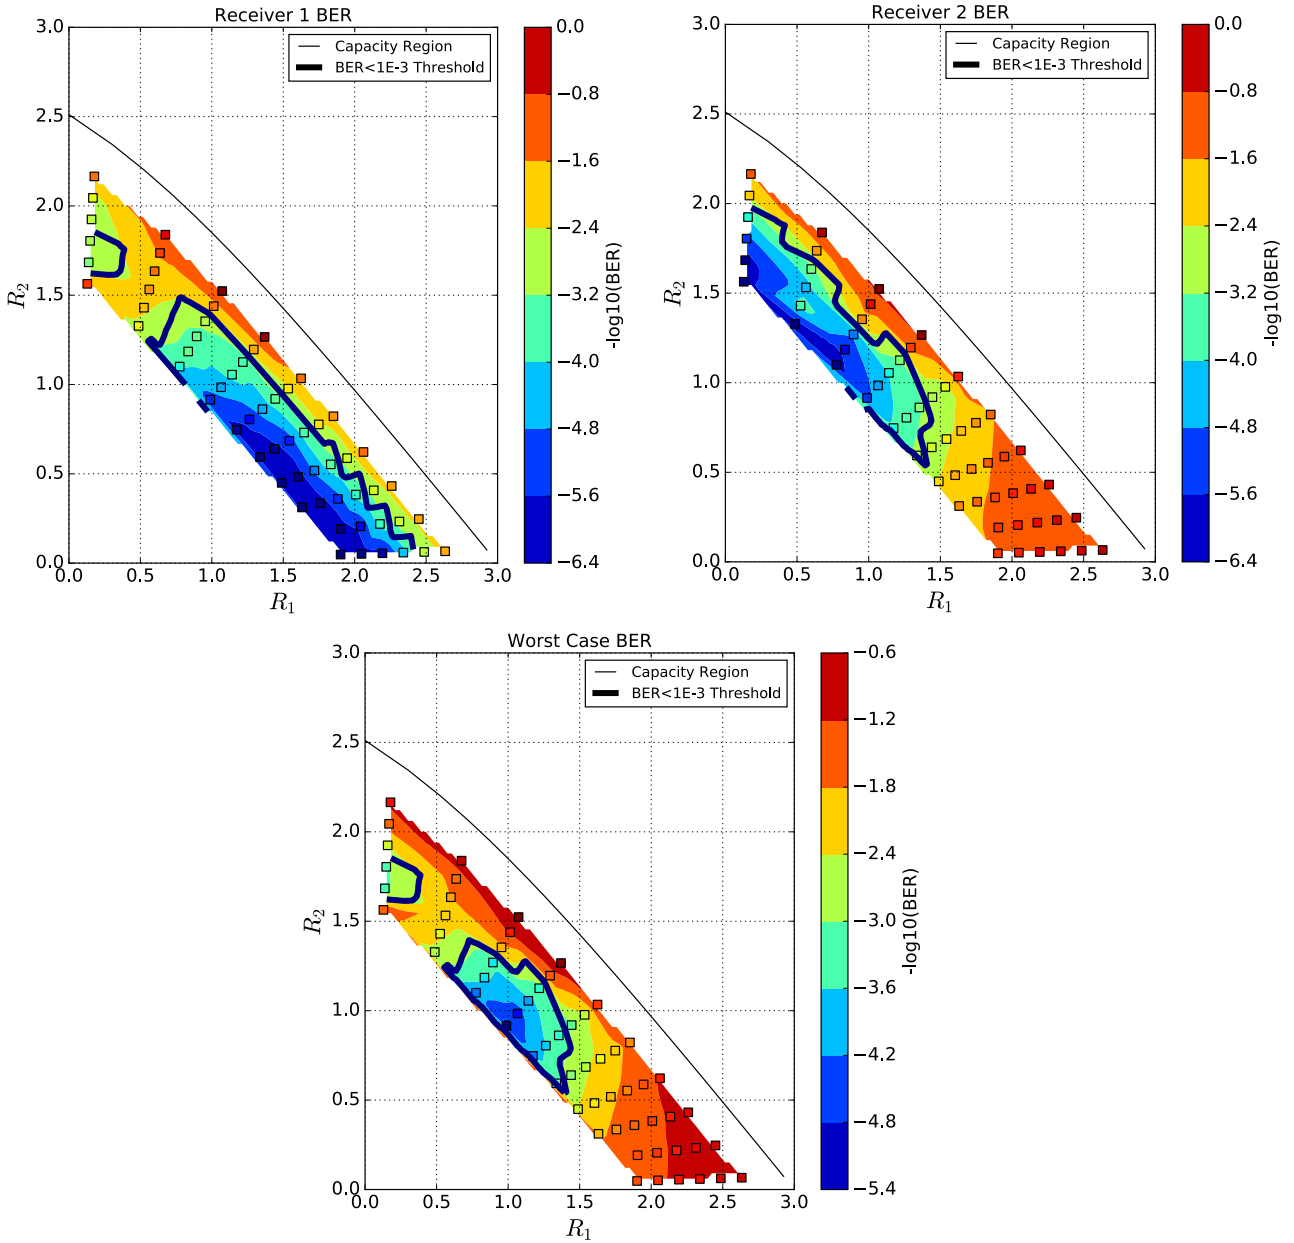 Receiver 1 BER
Capacity Region
BER<1E-3 Threshold
3.0
2.5
2.0
1.5
1.0
0.5
0.0
R2
0.0 0.5 1.0 1.5 2.0 2.5 3.0
R1
0.0
−0.8
−1.6
−2.4
−3.2
−4.0
−4.8
−5.6
−6.4
-log10(BER)
Receiver 2 BER
Capacity Region
BER<1E-3 Threshold
3.0
2.5
2.0
1.5
1.0
0.5
0.0
R2
0.0 0.5 1.0 1.5 2.0 2.5 3.0
R1
0.0
−0.8
−1.6
−2.4
−3.2
−4.0
−4.8
−5.6
−6.4
-log10(BER)
Worst Case BER
Capacity Region
BER<1E-3 Threshold
3.0
2.5
2.0
1.5
1.0
0.5
0.0
R2
0.0 0.5 1.0 1.5 2.0 2.5 3.0
R1
−0.6
−1.2
−1.8
−2.4
−3.0
−3.6
−4.2
−4.8
−5.4
-log10(BER)